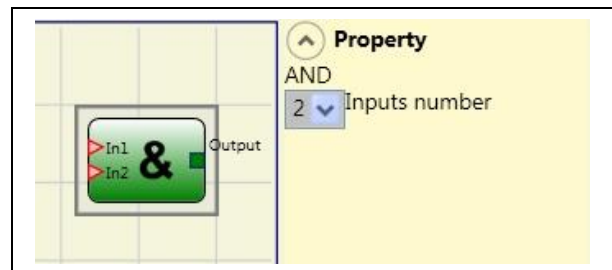 In1
In2
&
Output
Property
AND
2 Inputs number